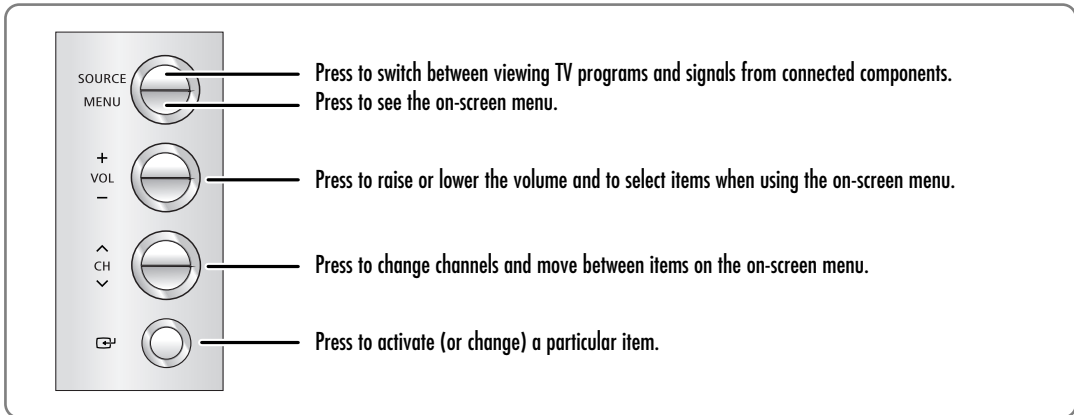 SOURCE
MENU
Press to switch between viewing TV programs and signals from connected components.
Press to see the on-screen menu.
+
VOL
−
Press to raise or lower the volume and to select items when using the on-screen menu.
CH
Press to change channels and move between items on the on-screen menu.
Press to activate (or change) a particular item.